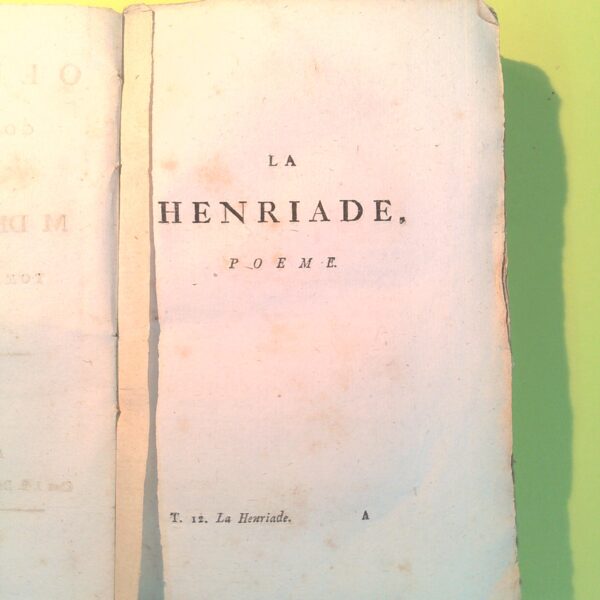 LA
HENRIADE,
POEME.
T. 12. La Henriade. A